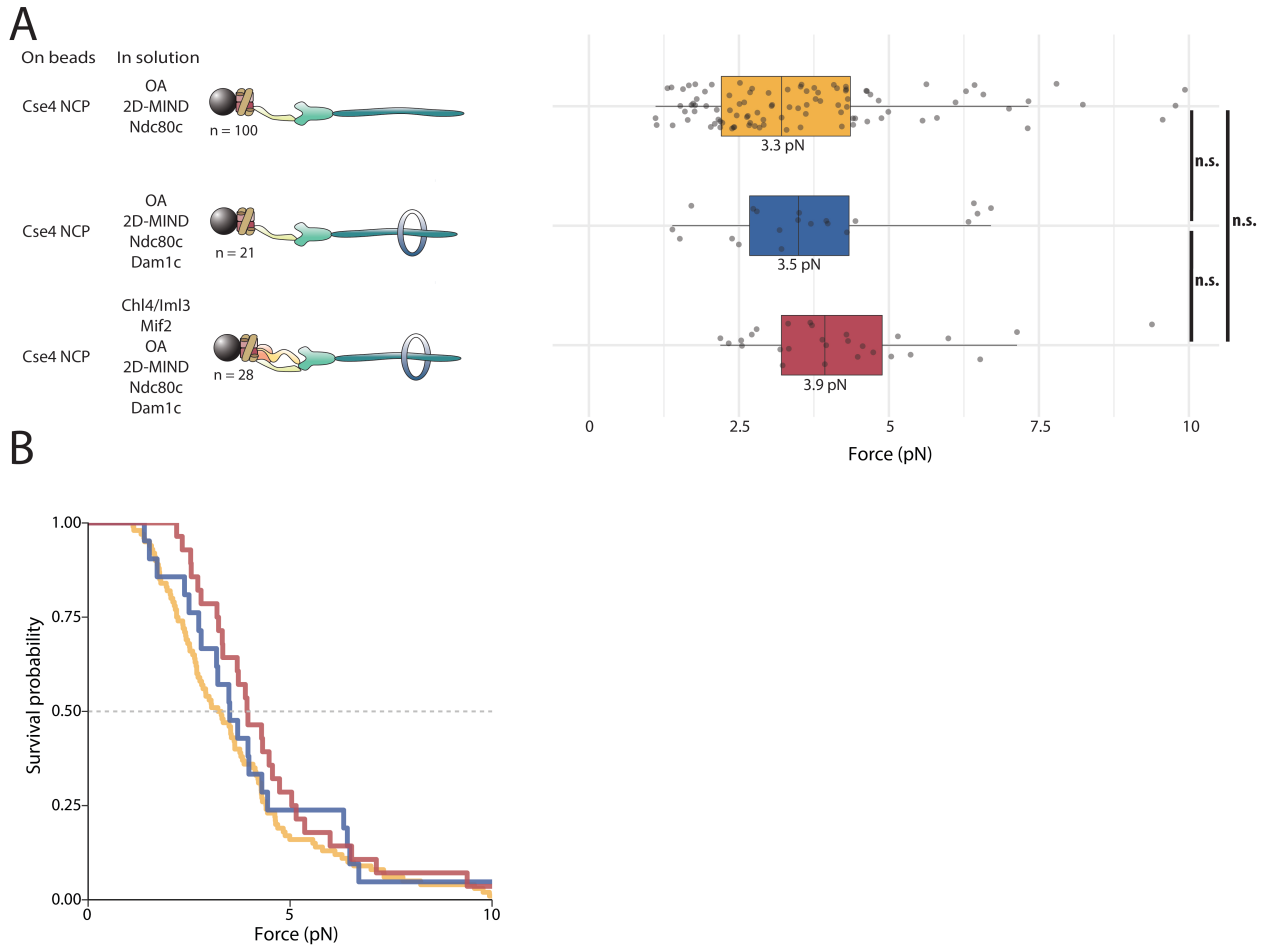 A
On beads
In solution
Cse4 NCP
OA
2D-MIND
Ndc80c
n = 100
3.3 pN
n.s.
Cse4 NCP
OA
2D-MIND
Ndc80c
Dam1c
n = 21
3.5 pN
n.s.
n.s.
Cse4 NCP
Chl4/Iml3
Mif2
OA
2D-MIND
Ndc80c
Dam1c
n = 28
3.9 pN
0 2.5 5 7.5 10
Force (pN)
B
Survival probability
1.00
0.75
0.50
0.25
0.00
0 5 10
Force (pN)